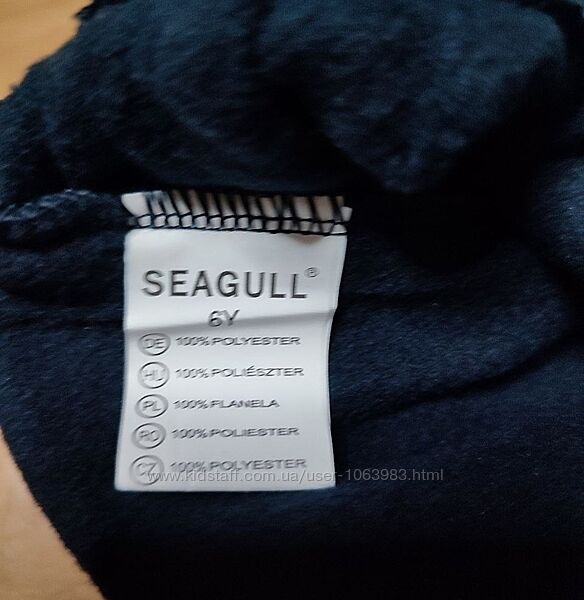 SEAGULL®
6Y
DE 100% POLYESTER
HU 100% POLIÉSZTER
PL 100% FLANELA
RO 100% POLIESTER
CZ 100% POLYESTER
www.kidstaff.com.ua/user-1063983.html